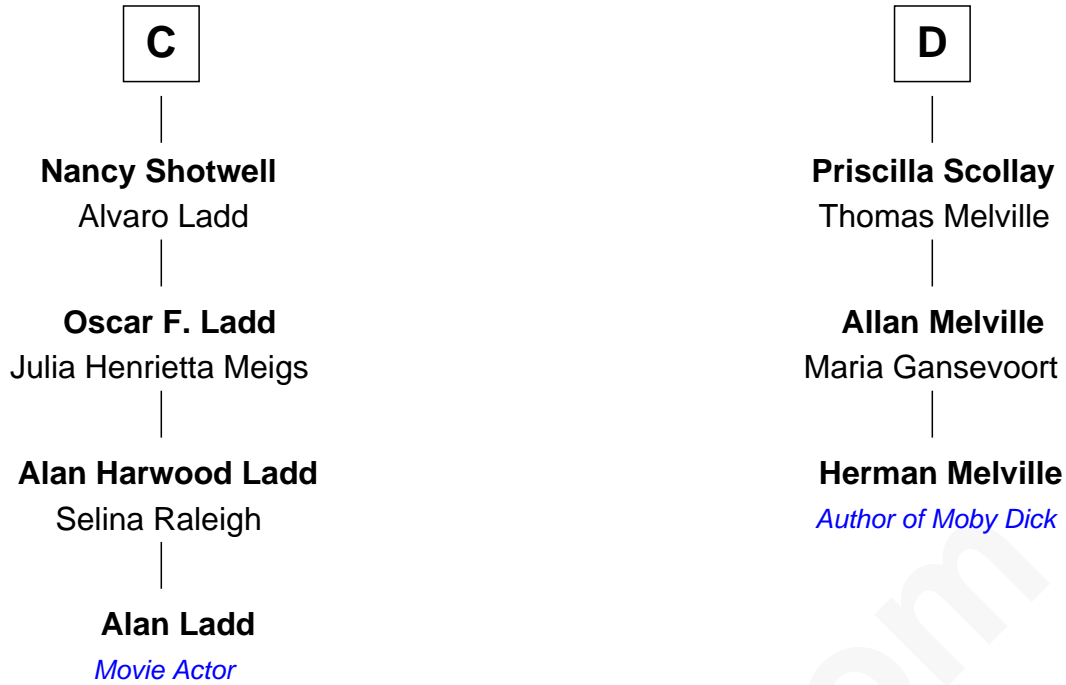 C
Nancy Shotwell
Alvaro Ladd
Oscar F. Ladd
Julia Henrietta Meigs
Alan Harwood Ladd
Selina Raleigh
Alan Ladd
Movie Actor
D
Priscilla Scollay
Thomas Melville
Allan Melville
Maria Gansevoort
Herman Melville
Author of Moby Dick
om